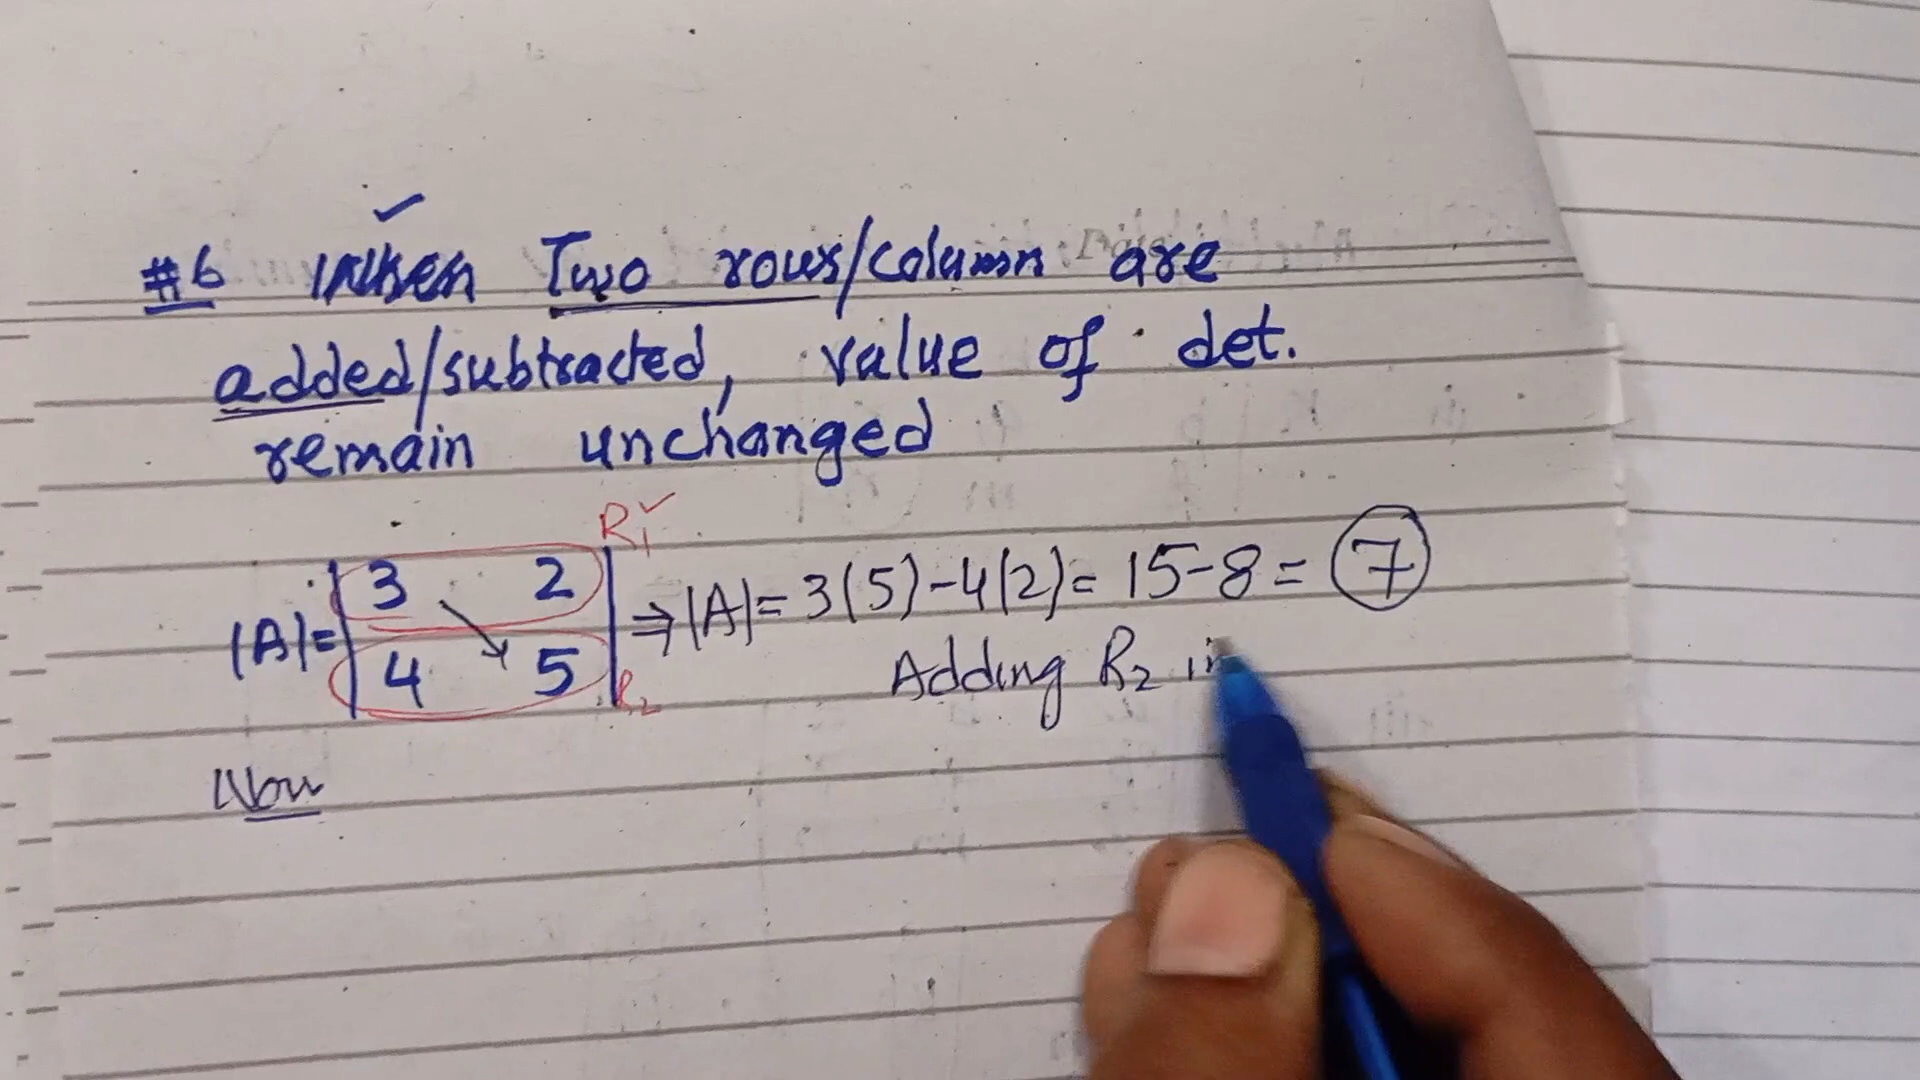 #6 When Two rows/column are
added/subtracted, value of det.
remain unchanged
R1
|A|= 3 2 ⇒ |A|= 3(5)-4(2)= 15-8= 7
4 5
R2
Adding R2 in
Now